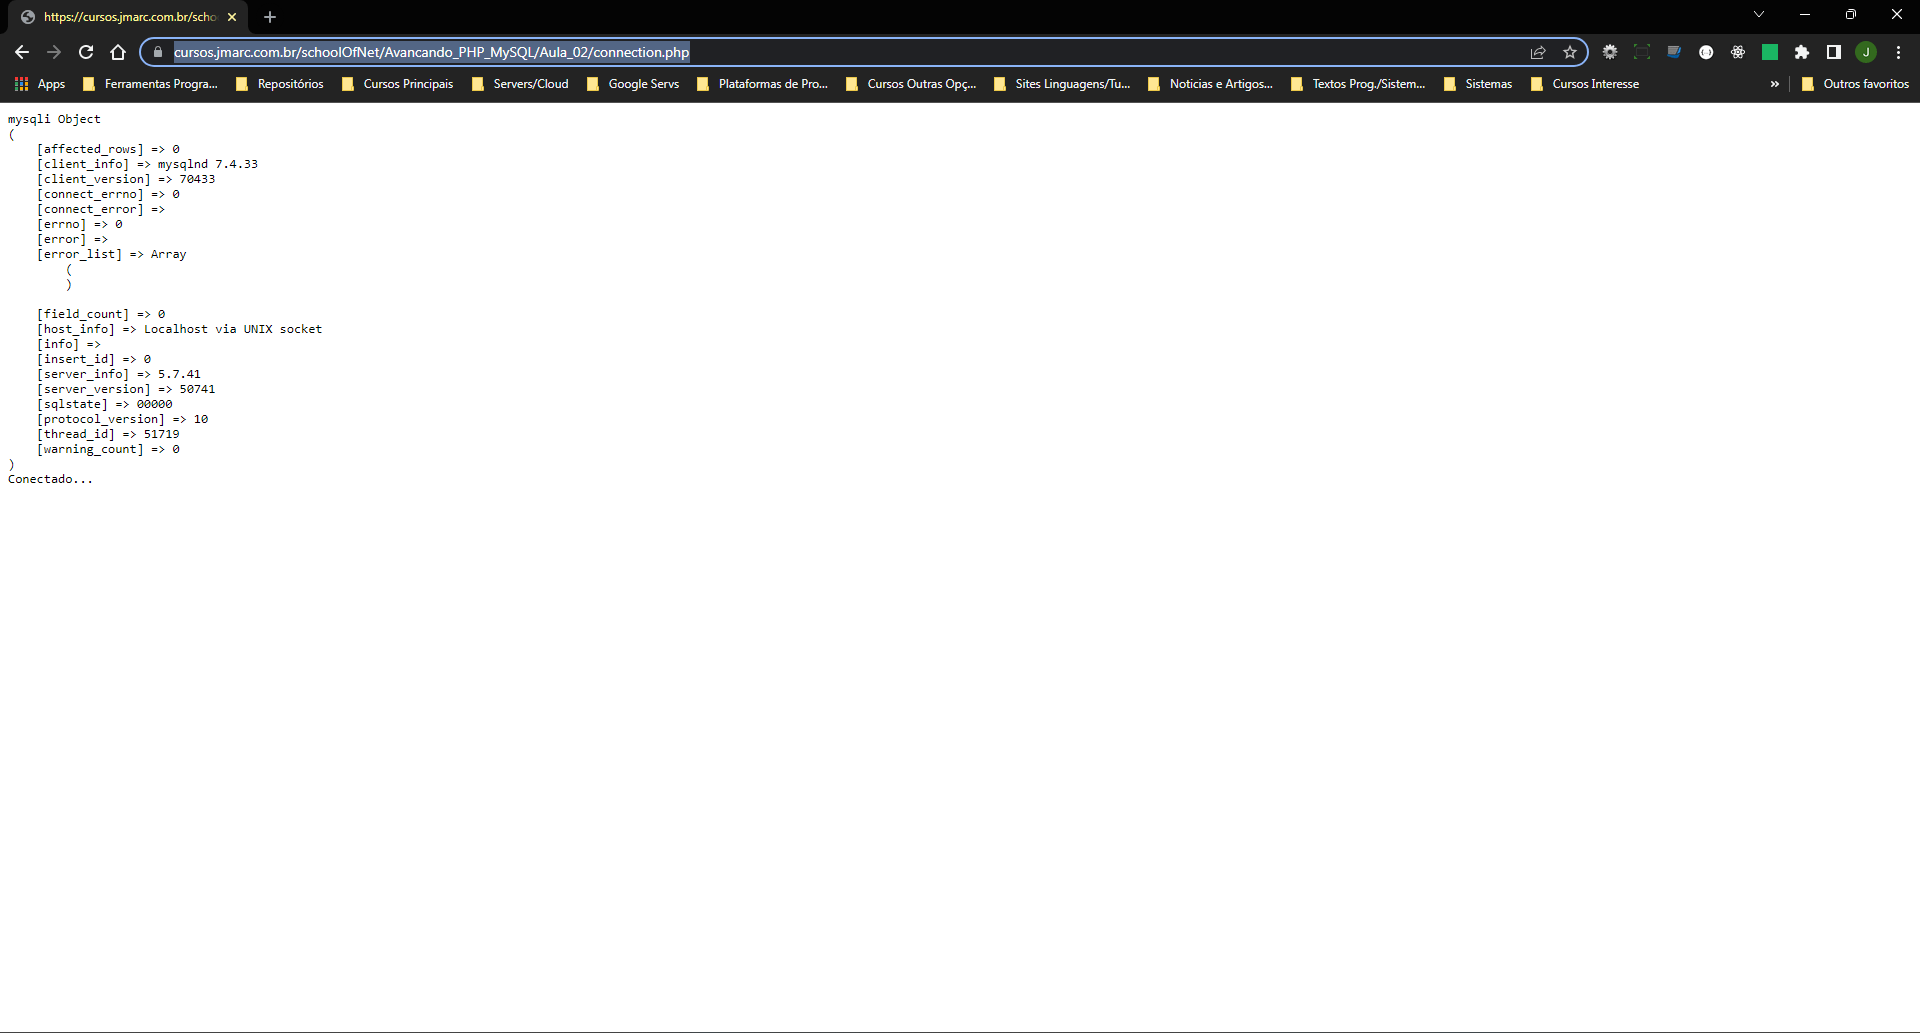 https://cursos.jmarc.com.br/scho
cursos.jmarc.com.br/schoolOfNet/Avancando_PHP_MySQL/Aula_02/connection.php
J
Apps Ferramentas Progra... Repositórios Cursos Principais Servers/Cloud Google Servs Plataformas de Pro... Cursos Outras Opç... Sites Linguagens/Tu... Noticias e Artigos... Textos Prog./Sistem... Sistemas Cursos Interesse » Outros favoritos
mysqli Object
(
    [affected_rows] => 0
    [client_info] => mysqlnd 7.4.33
    [client_version] => 70433
    [connect_errno] => 0
    [connect_error] =>
    [errno] => 0
    [error] =>
    [error_list] => Array
        (
        )
    [field_count] => 0
    [host_info] => Localhost via UNIX socket
    [info] =>
    [insert_id] => 0
    [server_info] => 5.7.41
    [server_version] => 50741
    [sqlstate] => 00000
    [protocol_version] => 10
    [thread_id] => 51719
    [warning_count] => 0
)
Conectado...